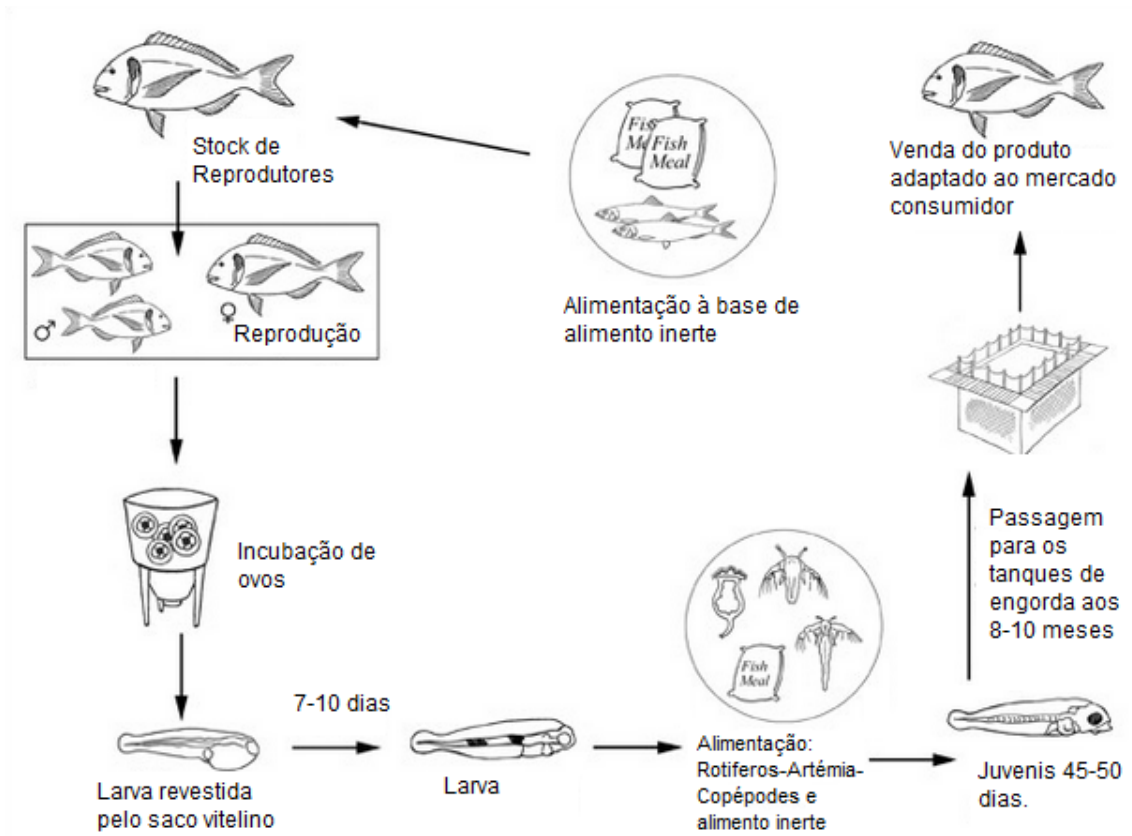 Stock de
Reprodutores
♂
♀
Reprodução
Fish
Meal
Fish
Meal
Alimentação à base de
alimento inerte
Venda do produto
adaptado ao mercado
consumidor
Incubação de
ovos
7-10 dias
Larva revestida
pelo saco vitelino
Larva
Fish
Meal
Alimentação:
Rotiferos-Artémia-
Copépodes e
alimento inerte
Juvenis 45-50
dias.
Passagem
para os
tanques de
engorda aos
8-10 meses